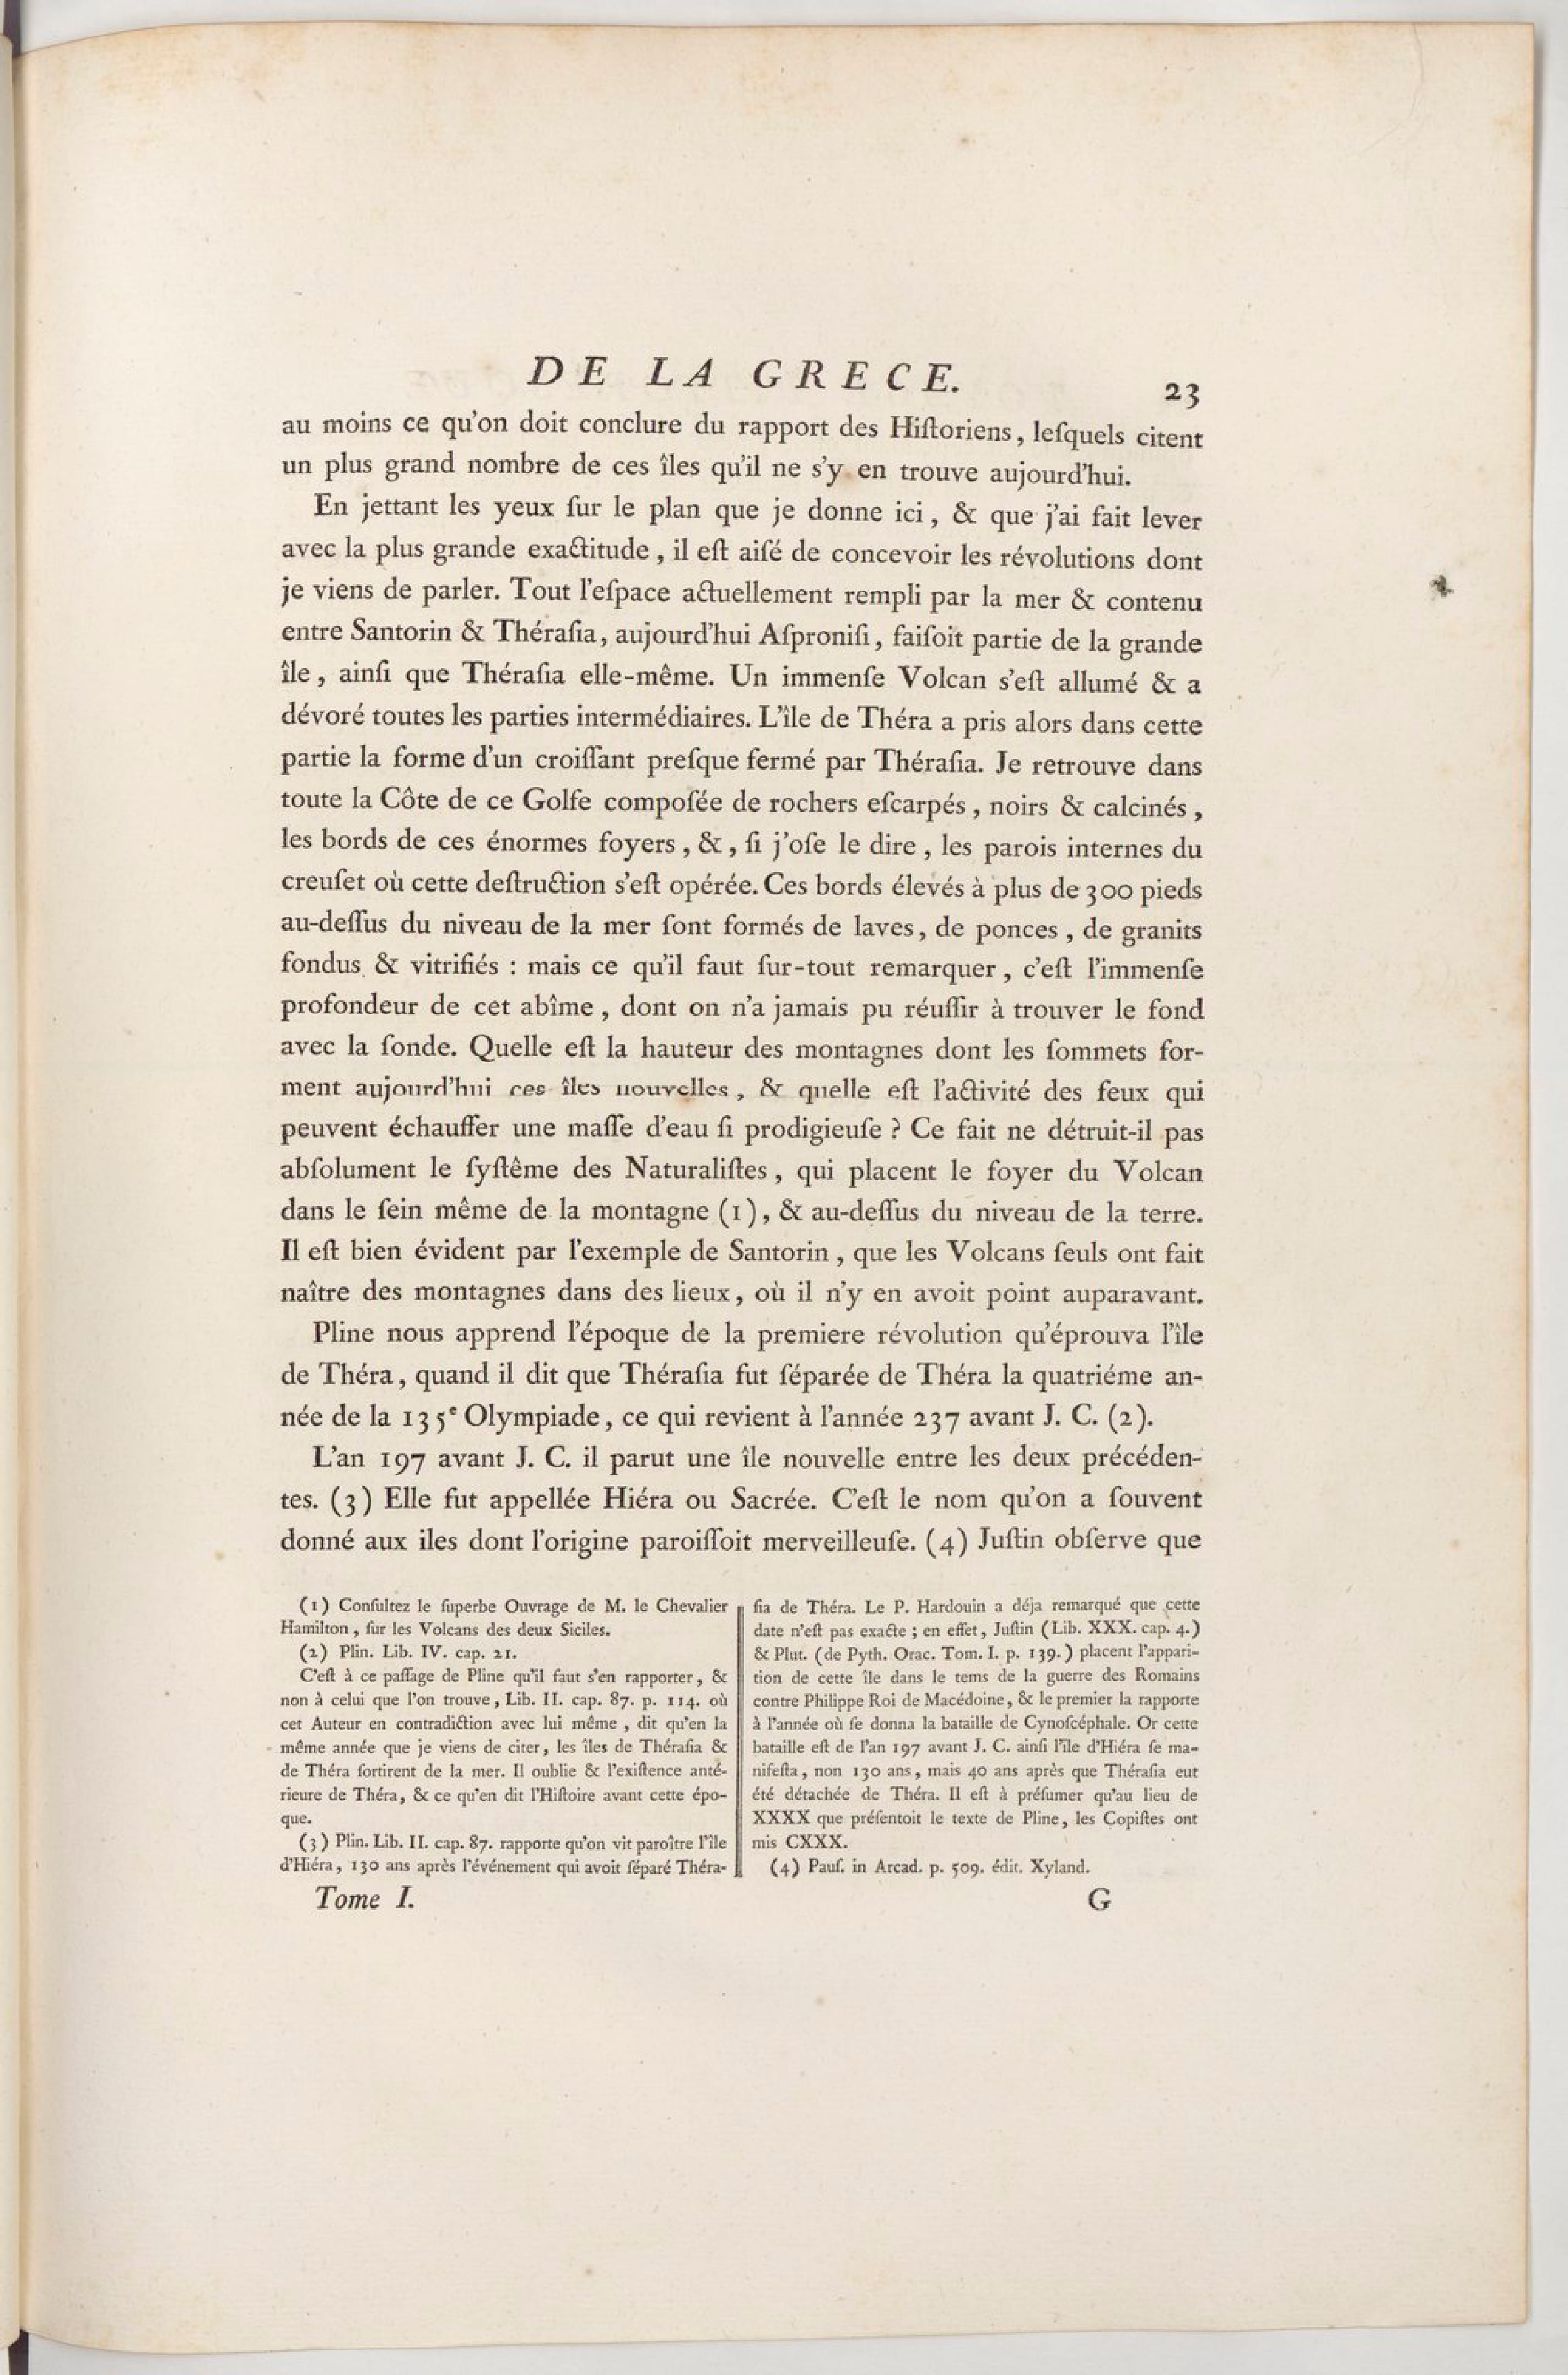 DE LA GRECE.
23
au moins ce qu'on doit conclure du rapport des Hiſtoriens, leſquels citent
un plus grand nombre de ces îles qu'il ne s'y en trouve aujourd'hui.
En jettant les yeux ſur le plan que je donne ici, & que j'ai fait lever
avec la plus grande exactitude, il eſt aiſé de concevoir les révolutions dont
je viens de parler. Tout l'eſpace actuellement rempli par la mer & contenu
entre Santorin & Théraſia, aujourd'hui Aſproniſi, faiſoit partie de la grande
île, ainſi que Théraſia elle-même. Un immenſe Volcan s'eſt allumé & a
dévoré toutes les parties intermédiaires. L'île de Théra a pris alors dans cette
partie la forme d'un croiſſant preſque fermé par Théraſia. Je retrouve dans
toute la Côte de ce Golfe compoſée de rochers eſcarpés, noirs & calcinés,
les bords de ces énormes foyers, &, ſi j'oſe le dire, les parois internes du
creuſet où cette deſtruction s'eſt opérée. Ces bords élevés à plus de 300 pieds
au-deſſus du niveau de la mer ſont formés de laves, de ponces, de granits
fondus & vitrifiés : mais ce qu'il faut ſur-tout remarquer, c'eſt l'immenſe
profondeur de cet abîme, dont on n'a jamais pu réuſſir à trouver le fond
avec la ſonde. Quelle eſt la hauteur des montagnes dont les ſommets for-
ment aujourd'hui ces îles nouvelles, & quelle eſt l'activité des feux qui
peuvent échauffer une maſſe d'eau ſi prodigieuſe ? Ce fait ne détruit-il pas
abſolument le ſyſtême des Naturaliſtes, qui placent le foyer du Volcan
dans le ſein même de la montagne (1), & au-deſſus du niveau de la terre.
Il eſt bien évident par l'exemple de Santorin, que les Volcans ſeuls ont fait
naître des montagnes dans des lieux, où il n'y en avoit point auparavant.
Pline nous apprend l'époque de la premiere révolution qu'éprouva l'île
de Théra, quand il dit que Théraſia fut ſéparée de Théra la quatriéme an-
née de la 135e Olympiade, ce qui revient à l'année 237 avant J. C. (2).
L'an 197 avant J. C. il parut une île nouvelle entre les deux précéden-
tes. (3) Elle fut appellée Hiéra ou Sacrée. C'eſt le nom qu'on a ſouvent
donné aux iles dont l'origine paroiſſoit merveilleuſe. (4) Juſtin obſerve que
(1) Conſultez le ſuperbe Ouvrage de M. le Chevalier
Hamilton, ſur les Volcans des deux Siciles.
(2) Plin. Lib. IV. cap. 21.
C'eſt à ce paſſage de Pline qu'il faut s'en rapporter, &
non à celui que l'on trouve, Lib. II. cap. 87. p. 114. où
cet Auteur en contradiction avec lui même, dit qu'en la
même année que je viens de citer, les îles de Théraſia &
de Théra ſortirent de la mer. Il oublie & l'exiſtence anté-
rieure de Théra, & ce qu'en dit l'Hiſtoire avant cette épo-
que.
(3) Plin. Lib. II. cap. 87. rapporte qu'on vit paroître l'île
d'Hiéra, 130 ans après l'événement qui avoit ſéparé Théra-
ſia de Théra. Le P. Hardouin a déja remarqué que cette
date n'eſt pas exacte ; en effet, Juſtin (Lib. XXX. cap. 4.)
& Plut. (de Pyth. Orac. Tom. I. p. 139.) placent l'appari-
tion de cette île dans le tems de la guerre des Romains
contre Philippe Roi de Macédoine, & le premier la rapporte
à l'année où ſe donna la bataille de Cynoſcéphale. Or cette
bataille eſt de l'an 197 avant J. C. ainſi l'île d'Hiéra ſe ma-
nifeſta, non 130 ans, mais 40 ans après que Théraſia eut
été détachée de Théra. Il eſt à préſumer qu'au lieu de
XXXX que préſentoit le texte de Pline, les Copiſtes ont
mis CXXX.
(4) Pauſ. in Arcad. p. 509. édit. Xyland.
Tome I.
G